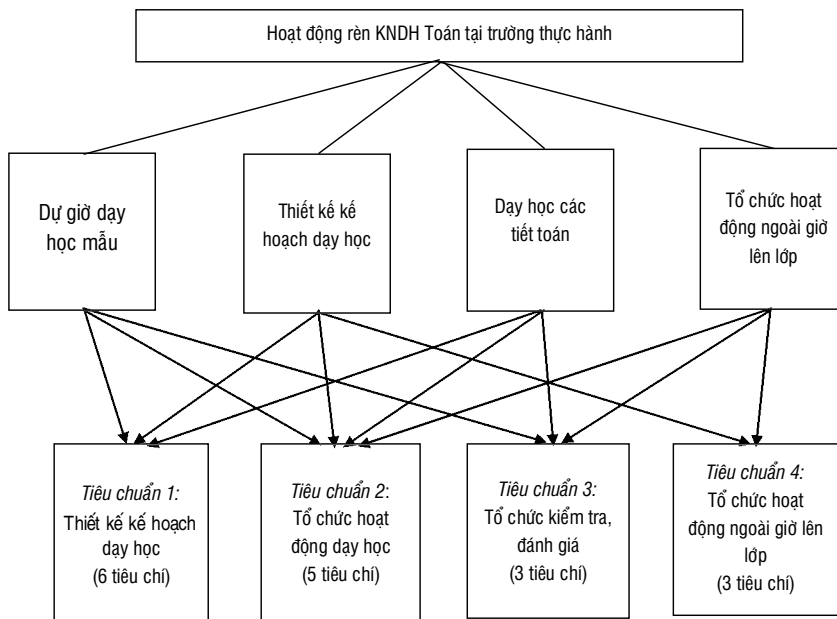 Hoạt động rèn KNDH Toán tại trường thực hành
Dự giờ dạy
học mẫu
Thiết kế kế
hoạch dạy học
Dạy học các
tiết toán
Tổ chức hoạt
động ngoài giờ
lên lớp
Tiêu chuẩn 1:
Thiết kế kế hoạch
dạy học
(6 tiêu chí)
Tiêu chuẩn 2:
Tổ chức hoạt
động dạy học
(5 tiêu chí)
Tiêu chuẩn 3:
Tổ chức kiểm tra,
đánh giá
(3 tiêu chí)
Tiêu chuẩn 4:
Tổ chức hoạt
động ngoài giờ lên
lớp
(3 tiêu chí)